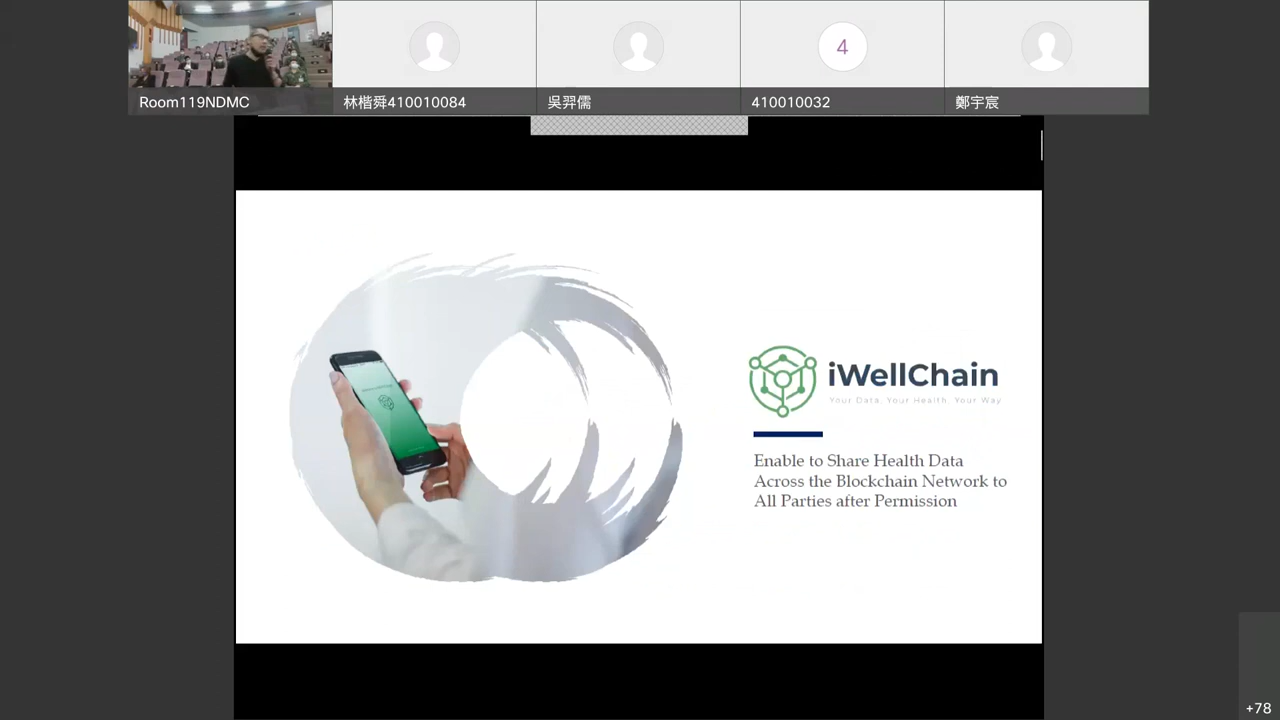 Room119NDMC
林楷舜410010084
吳羿儒
4
410010032
鄭宇宸
iWellChain
Your Data, Your Health, Your Way
Enable to Share Health Data
Across the Blockchain Network to
All Parties after Permission
+78